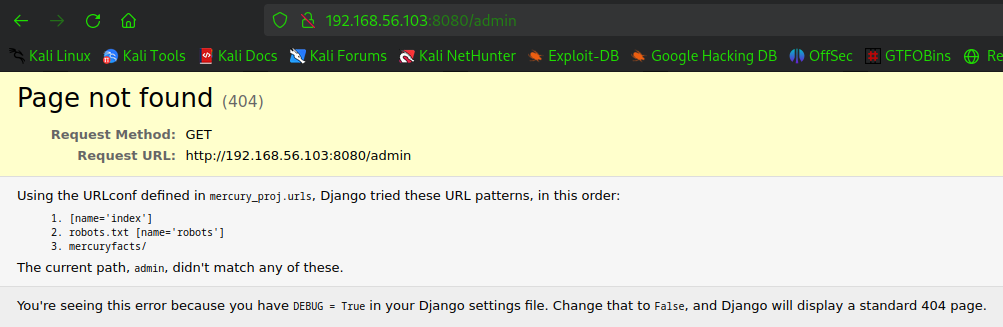 192.168.56.103:8080/admin
Kali Linux Kali Tools Kali Docs Kali Forums Kali NetHunter Exploit-DB Google Hacking DB OffSec GTFOBins Re
Page not found (404)
Request Method: GET
Request URL: http://192.168.56.103:8080/admin
Using the URLconf defined in mercury_proj.urls, Django tried these URL patterns, in this order:
1. [name='index']
2. robots.txt [name='robots']
3. mercuryfacts/
The current path, admin, didn't match any of these.
You're seeing this error because you have DEBUG = True in your Django settings file. Change that to False, and Django will display a standard 404 page.